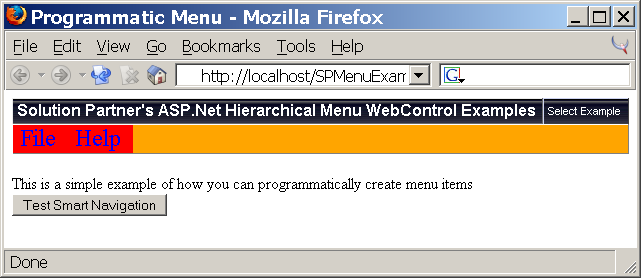 Programmatic Menu - Mozilla Firefox
File Edit View Go Bookmarks Tools Help
http://localhost/SPMenuExam
G
Solution Partner's ASP.Net Hierarchical Menu WebControl Examples Select Example
File Help
This is a simple example of how you can programmatically create menu items
Test Smart Navigation
Done